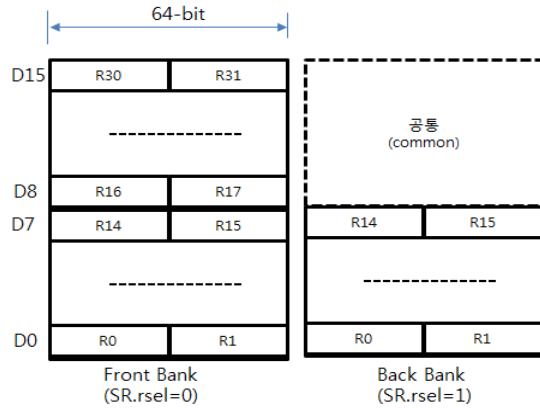 64-bit
D15 R30 R31
공통
(common)
D8 R16 R17
D7 R14 R15 R14 R15
D0 R0 R1 R0 R1
Front Bank Back Bank
(SR.rsel=0) (SR.rsel=1)